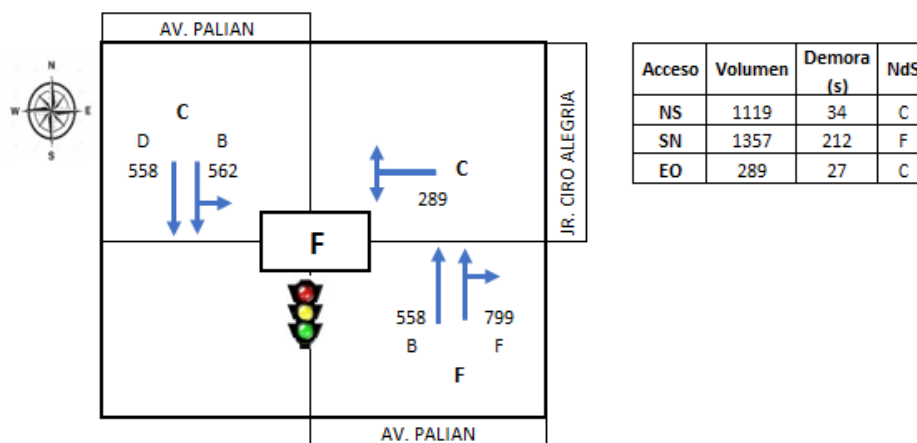 AV. PALIAN
N
W E
S
C
D B
558 562
C
289
JR. CIRO ALEGRIA
F
558 799
B F
F
AV. PALIAN
Acceso Volumen Demora (s) NdS
NS 1119 34 C
SN 1357 212 F
EO 289 27 C